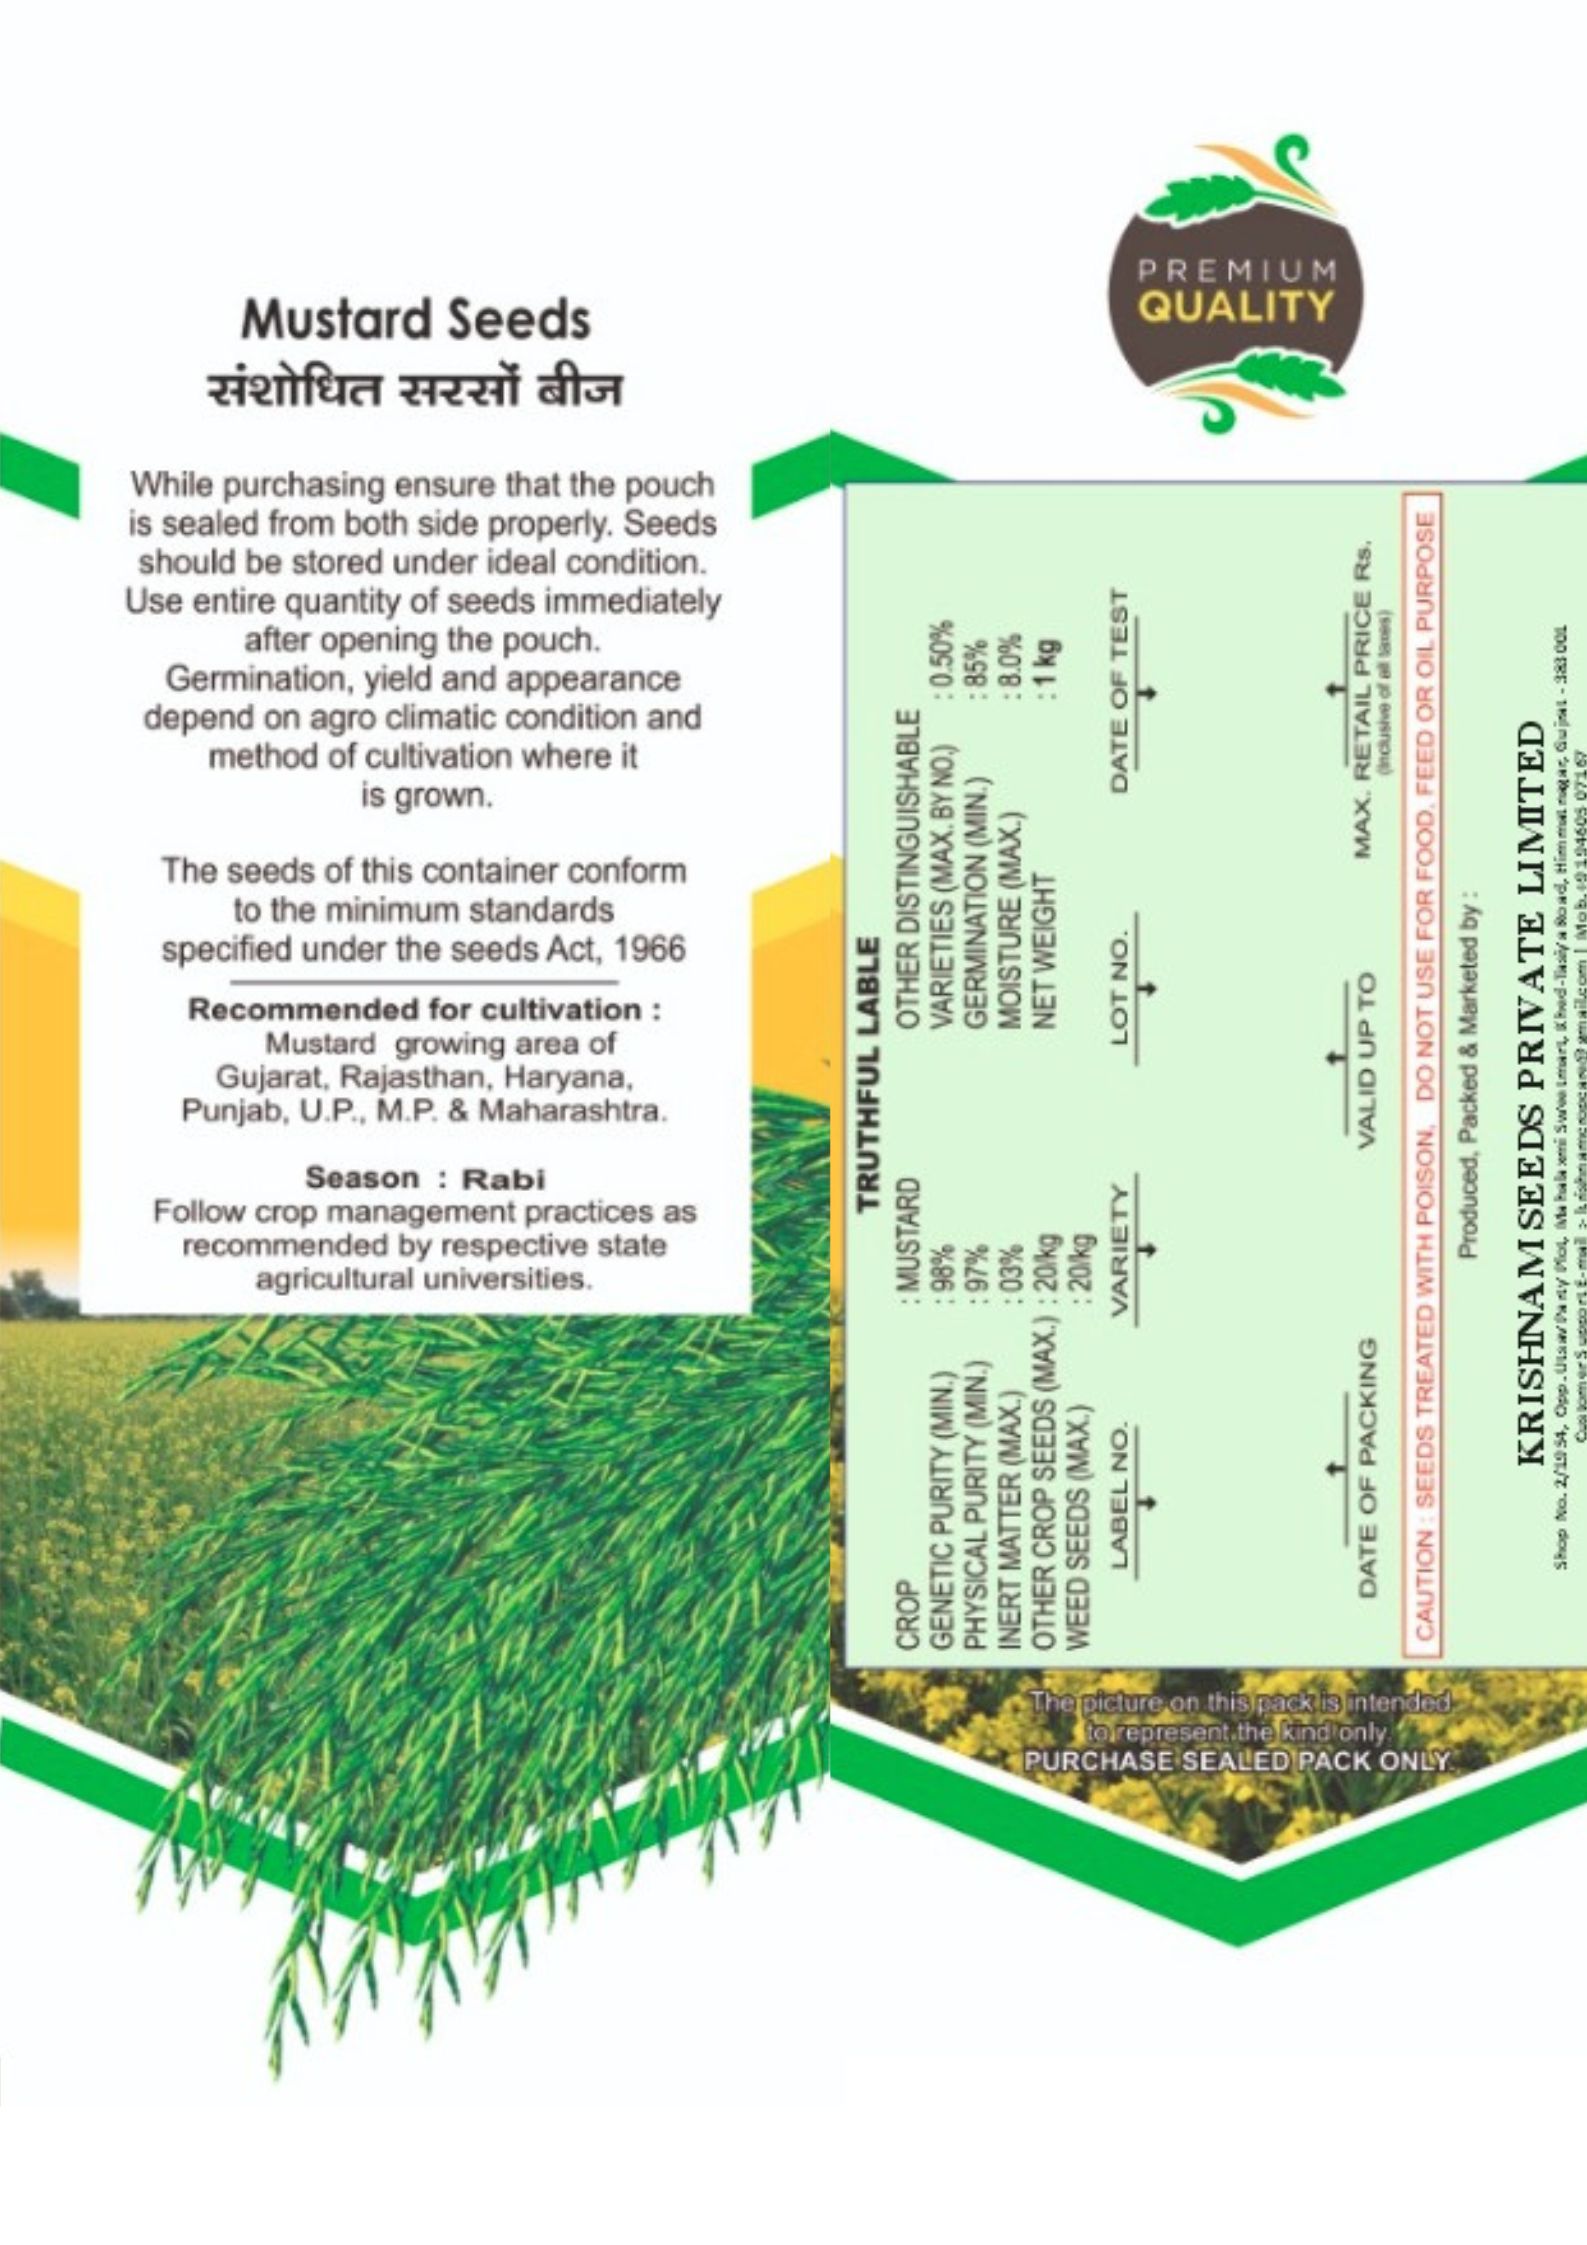 Mustard Seeds
संशोधित सरसों बीज
While purchasing ensure that the pouch
is sealed from both side properly. Seeds
should be stored under ideal condition.
Use entire quantity of seeds immediately
after opening the pouch.
Germination, yield and appearance
depend on agro climatic condition and
method of cultivation where it
is grown.
The seeds of this container conform
to the minimum standards
specified under the seeds Act, 1966
Recommended for cultivation :
Mustard growing area of
Gujarat, Rajasthan, Haryana,
Punjab, U.P., M.P. & Maharashtra.
Season : Rabi
Follow crop management practices as
recommended by respective state
agricultural universities.
PREMIUM
QUALITY
TRUTHFUL LABLE
CROP : MUSTARD
GENETIC PURITY (MIN.) : 98%
PHYSICAL PURITY (MIN.) : 97%
INERT MATTER (MAX.) : 03%
OTHER CROP SEEDS (MAX.) : 20/kg
WEED SEEDS (MAX.) : 20/kg
OTHER DISTINGUISHABLE
VARIETIES (MAX. BY NO.) : 0.50%
GERMINATION (MIN.) : 85%
MOISTURE (MAX.) : 8.0%
NET WEIGHT : 1 kg
LABEL NO. VARIETY LOT NO. DATE OF TEST
DATE OF PACKING VALID UP TO MAX. RETAIL PRICE Rs.
(Inclusive of all taxes)
CAUTION : SEEDS TREATED WITH POISON, DO NOT USE FOR FOOD, FEED OR OIL PURPOSE
Produced, Packed & Marketed by :
KRISHNAM SEEDS PRIVATE LIMITED
Shop No. 2/1954, Opp. Utsav Party Plot, Mahalaxmi Sweetmart, Khed-Tasiya Road, Himmatnagar, Gujrat - 383 001
Customer Support E-mail :- @gmail.com | Mob. +91 94605 07167
The picture on this pack is intended
to represent the kind only.
PURCHASE SEALED PACK ONLY.